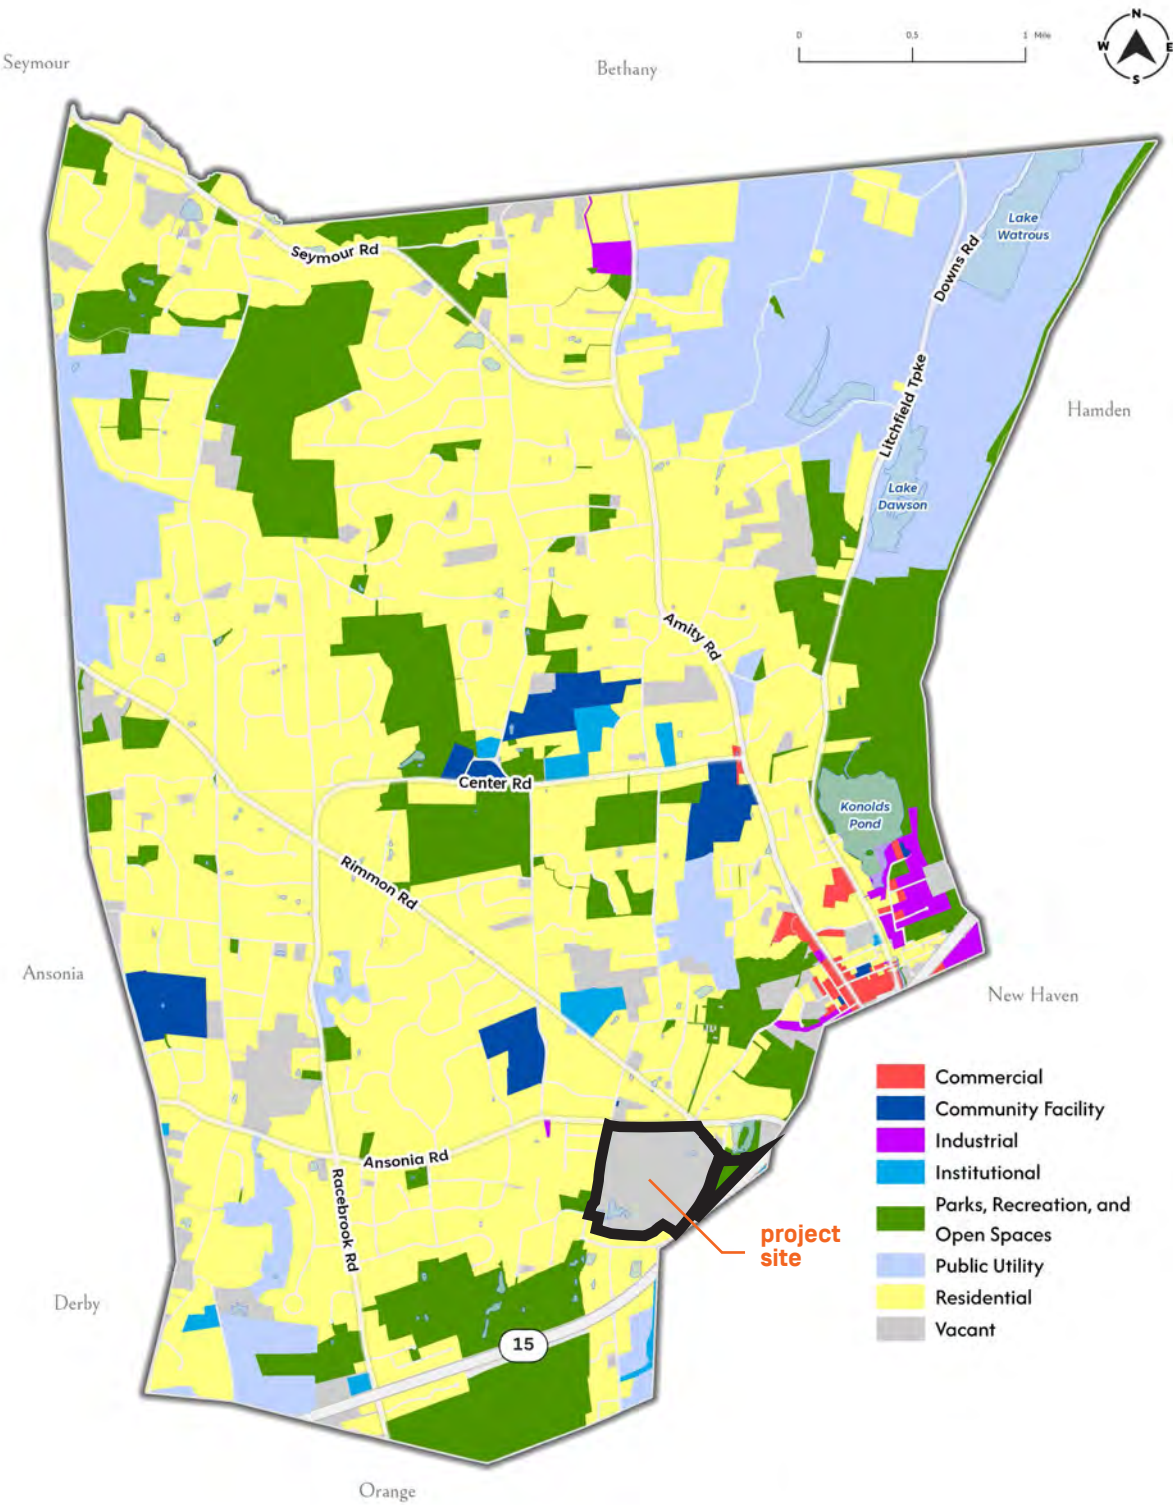 N
W E
S
0 0.5 1 Mile
Seymour
Bethany
Lake
Watrous
Seymour Rd
Downs Rd
Litchfield Tpke
Hamden
Lake
Dawson
Amity Rd
Center Rd
Konolds
Pond
Rimmon Rd
Ansonia
New Haven
Commercial
Community Facility
Industrial
Institutional
Parks, Recreation, and
Open Spaces
Public Utility
Residential
Vacant
Ansonia Rd
Racebrook Rd
project
site
Derby
15
Orange